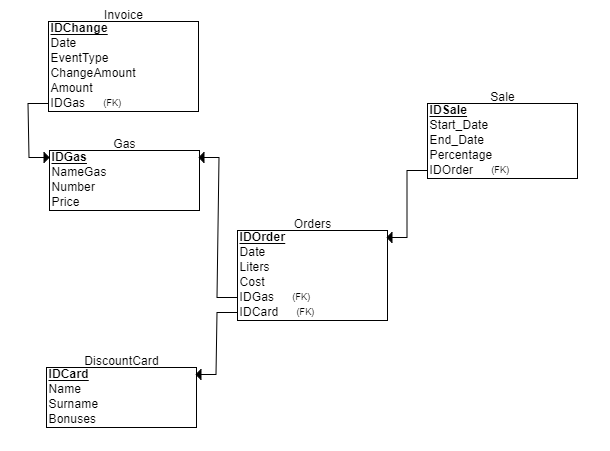 Invoice
IDChange
Date
EventType
ChangeAmount
Amount
IDGas (FK)
Gas
IDGas
NameGas
Number
Price
Sale
IDSale
Start_Date
End_Date
Percentage
IDOrder (FK)
Orders
IDOrder
Date
Liters
Cost
IDGas (FK)
IDCard (FK)
DiscountCard
IDCard
Name
Surname
Bonuses